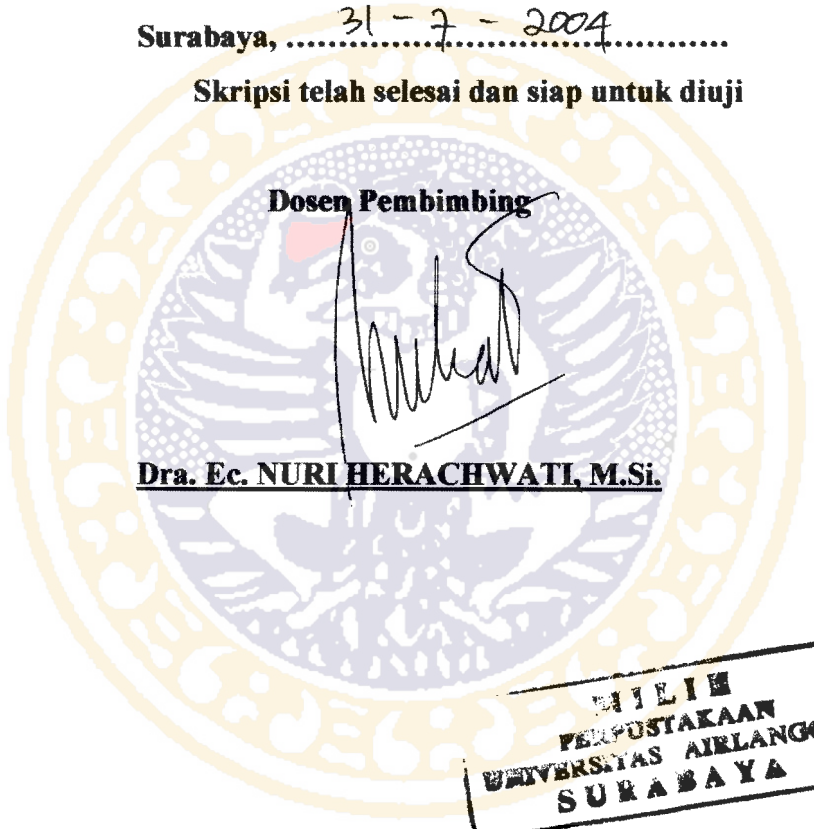 Surabaya, 31 - 7 - 2004
Skripsi telah selesai dan siap untuk diuji
Dosen Pembimbing
Dra. Ec. NURI HERACHWATI, M.Si.
MILIK
PERPUSTAKAAN
UNIVERSITAS AIRLANGG
SURABAYA